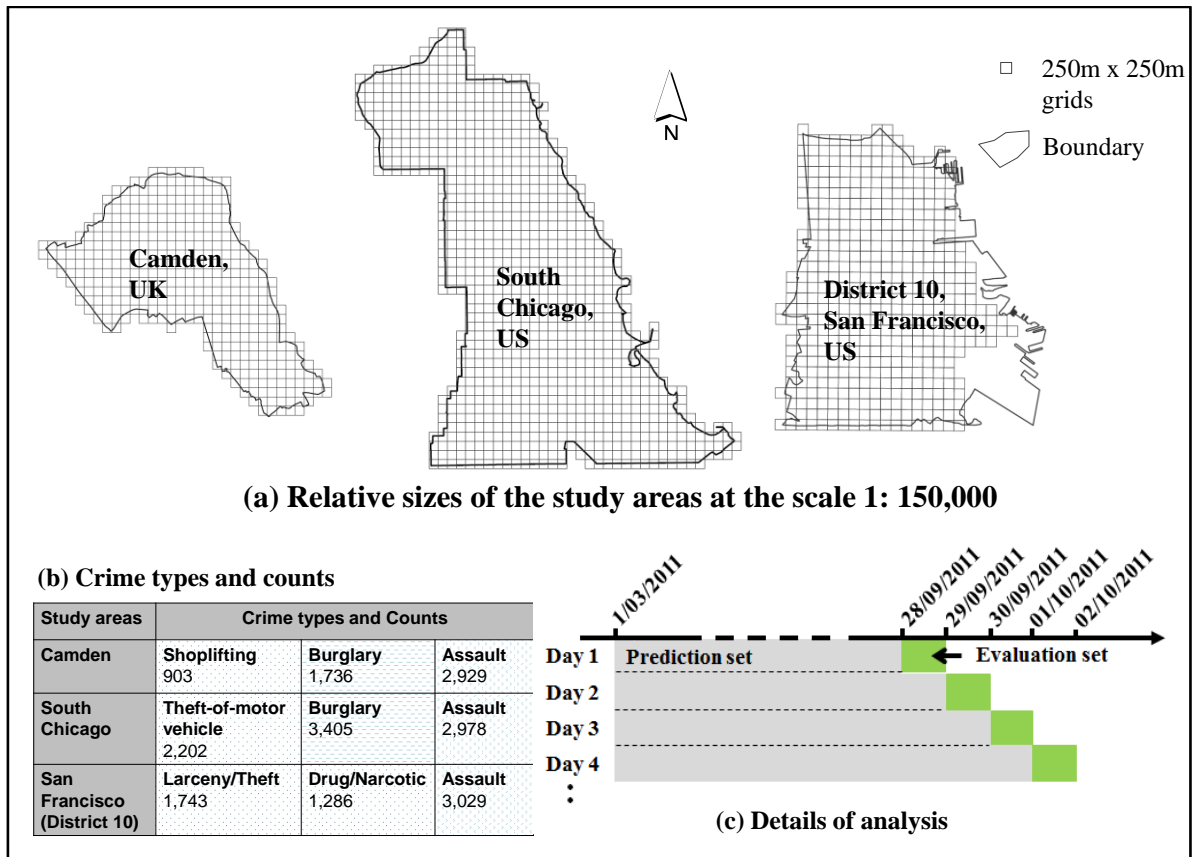 250m x 250m
grids
Boundary
N
Camden,
UK
South
Chicago,
US
District 10,
San Francisco,
US
(a) Relative sizes of the study areas at the scale 1: 150,000
(b) Crime types and counts
Study areas Crime types and Counts
Camden Shoplifting Burglary Assault
903 1,736 2,929
South Theft-of-motor Burglary Assault
Chicago vehicle 3,405 2,978
2,202
San Larceny/Theft Drug/Narcotic Assault
Francisco 1,743 1,286 3,029
(District 10)
1/03/2011
28/09/2011
29/09/2011
30/09/2011
01/10/2011
02/10/2011
Day 1 Prediction set Evaluation set
Day 2
Day 3
Day 4
:
(c) Details of analysis